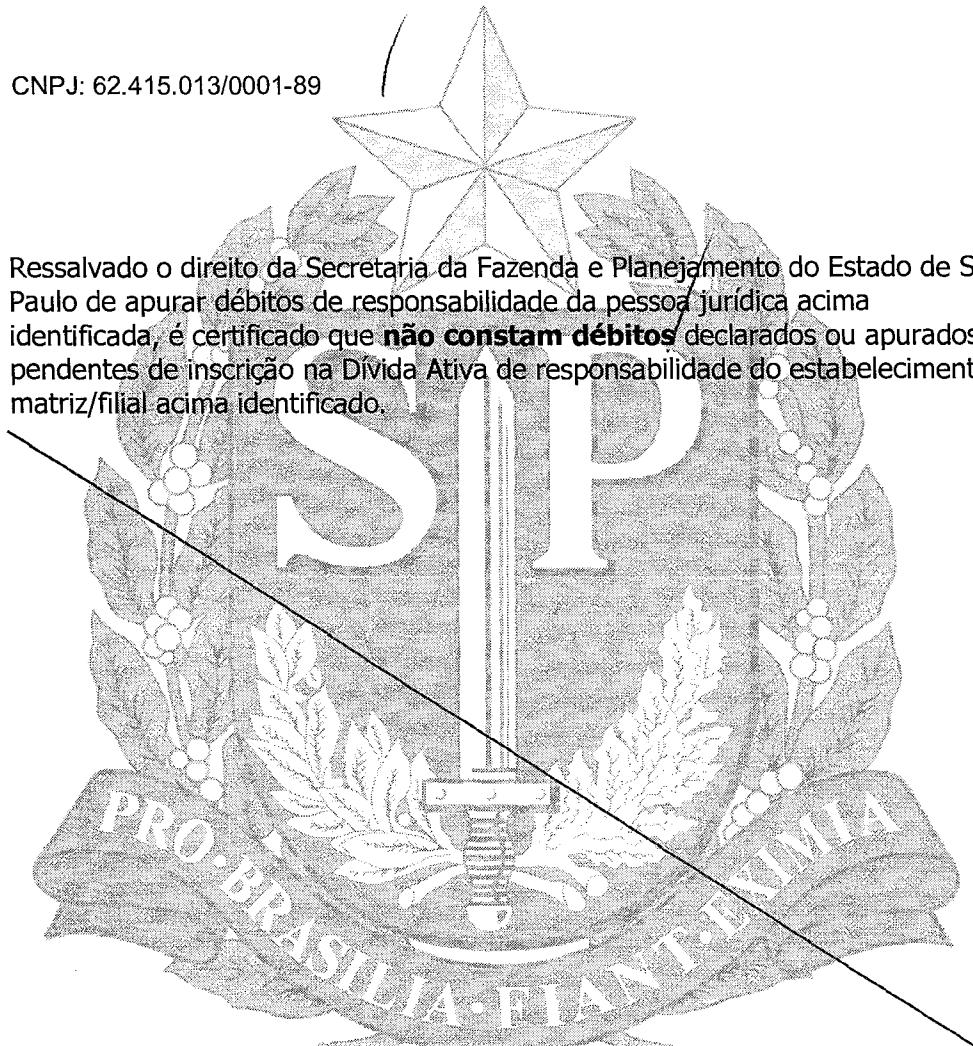 CNPJ: 62.415.013/0001-89
Ressalvado o direito da Secretaria da Fazenda e Planejamento do Estado de S
Paulo de apurar débitos de responsabilidade da pessoa jurídica acima
identificada, é certificado que não constam débitos declarados ou apurados
pendentes de inscrição na Dívida Ativa de responsabilidade do estabeleciment
matriz/filial acima identificado.
SP
PRO·BRASILIA·FIANT·EXIMIA